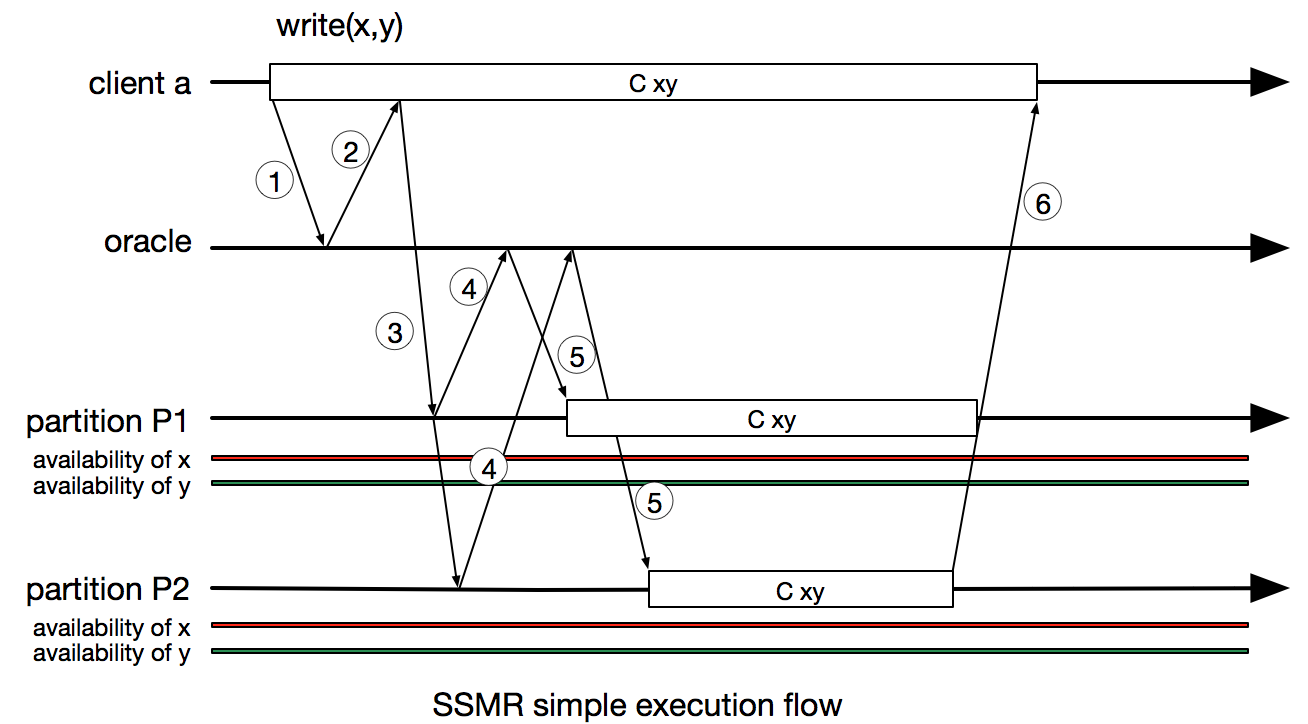 write(x,y)
client a
C xy
2
1
6
oracle
4
3
5
partition P1
C xy
availability of x
4
availability of y
5
partition P2
C xy
availability of x
availability of y
SSMR simple execution flow